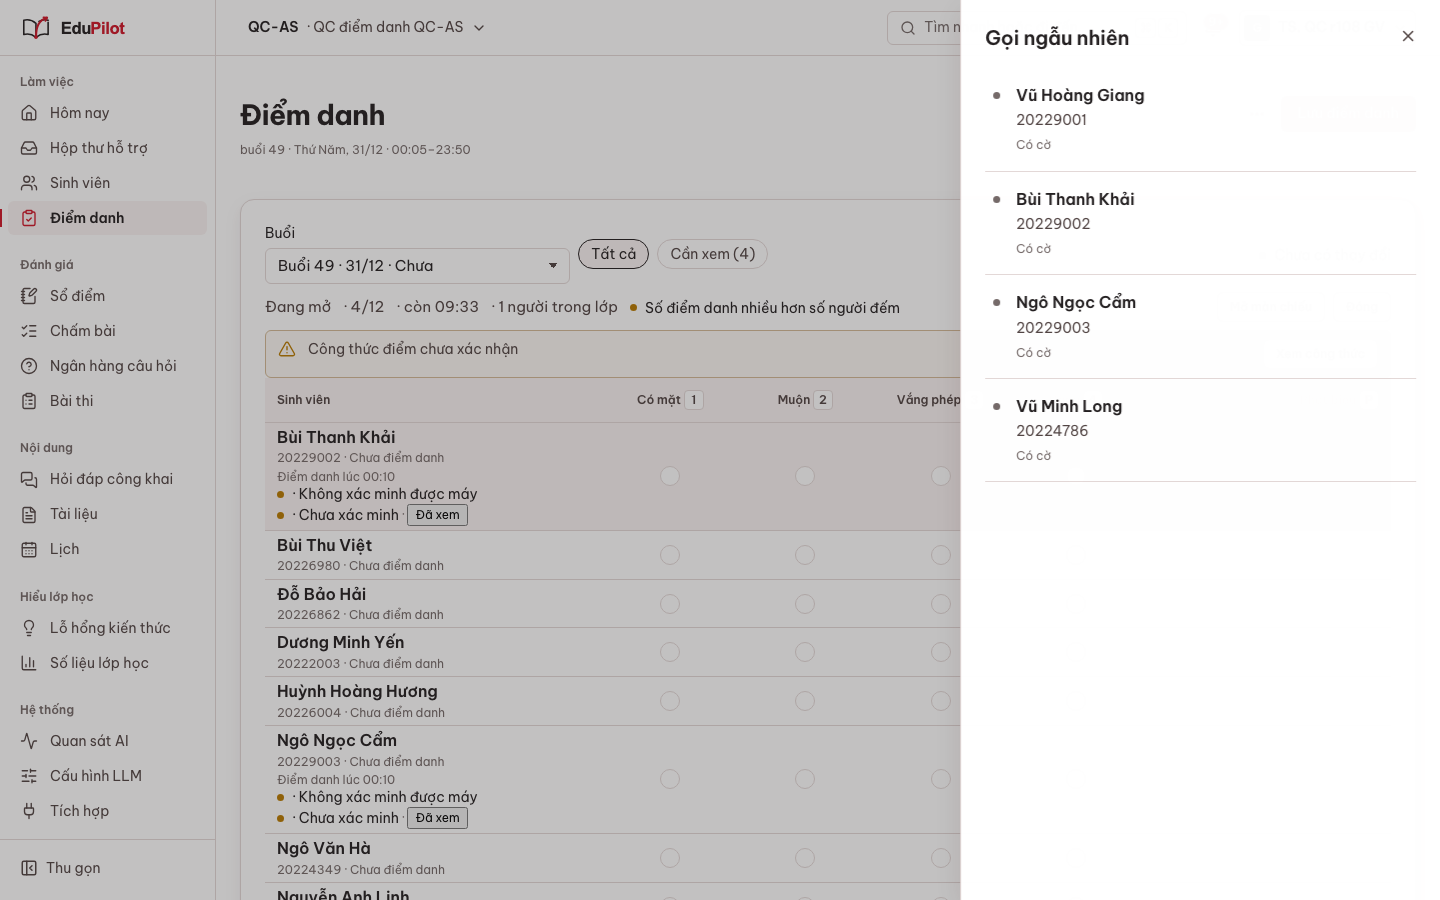 EduPilot
QC-AS · QC điểm danh QC-AS
Tìm n
Làm việc
Hôm nay
Hộp thư hỗ trợ
Sinh viên
Điểm danh
Đánh giá
Sổ điểm
Chấm bài
Ngân hàng câu hỏi
Bài thi
Nội dung
Hỏi đáp công khai
Tài liệu
Lịch
Hiểu lớp học
Lỗ hổng kiến thức
Số liệu lớp học
Hệ thống
Quan sát AI
Cấu hình LLM
Tích hợp
Thu gọn
Điểm danh
buổi 49 · Thứ Năm, 31/12 · 00:05–23:50
Buổi
Buổi 49 · 31/12 · Chưa
Tất cả
Cần xem (4)
Đang mở · 4/12 · còn 09:33 · 1 người trong lớp Số điểm danh nhiều hơn số người đếm
Công thức điểm chưa xác nhận
Sinh viên Có mặt 1 Muộn 2 Vắng phép
Bùi Thanh Khải
20229002 · Chưa điểm danh
Điểm danh lúc 00:10
· Không xác minh được máy
· Chưa xác minh · Đã xem
Bùi Thu Việt
20226980 · Chưa điểm danh
Đỗ Bảo Hải
20226862 · Chưa điểm danh
Dương Minh Yến
20222003 · Chưa điểm danh
Huỳnh Hoàng Hương
20226004 · Chưa điểm danh
Ngô Ngọc Cẩm
20229003 · Chưa điểm danh
Điểm danh lúc 00:10
· Không xác minh được máy
· Chưa xác minh · Đã xem
Ngô Văn Hà
20224349 · Chưa điểm danh
Nguyễn Anh Linh
Gọi ngẫu nhiên
Vũ Hoàng Giang
20229001
Có cờ
Bùi Thanh Khải
20229002
Có cờ
Ngô Ngọc Cẩm
20229003
Có cờ
Vũ Minh Long
20224786
Có cờ